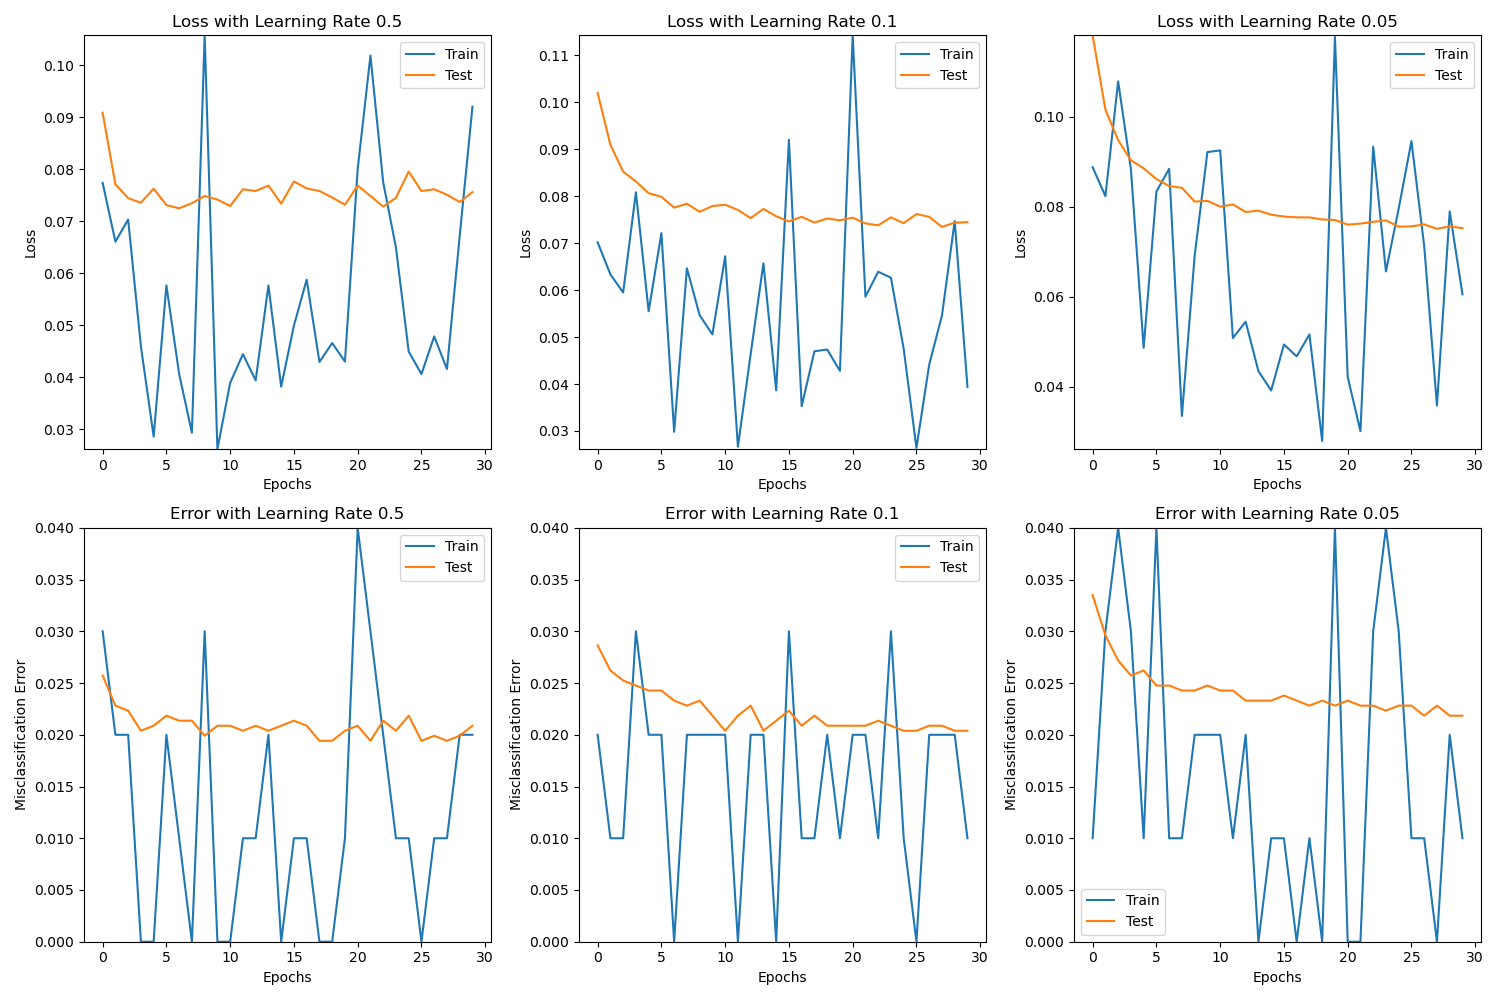 Loss with Learning Rate 0.5
0.10
0.09
0.08
0.07
0.06
0.05
0.04
0.03
Loss
Train
Test
0 5 10 15 20 25 30
Epochs
Loss with Learning Rate 0.1
0.11
0.10
0.09
0.08
0.07
0.06
0.05
0.04
0.03
Loss
Train
Test
0 5 10 15 20 25 30
Epochs
Loss with Learning Rate 0.05
0.10
0.08
0.06
0.04
Loss
Train
Test
0 5 10 15 20 25 30
Epochs
Error with Learning Rate 0.5
0.040
0.035
0.030
0.025
0.020
0.015
0.010
0.005
0.000
Misclassification Error
Train
Test
0 5 10 15 20 25 30
Epochs
Error with Learning Rate 0.1
0.040
0.035
0.030
0.025
0.020
0.015
0.010
0.005
0.000
Misclassification Error
Train
Test
0 5 10 15 20 25 30
Epochs
Error with Learning Rate 0.05
0.040
0.035
0.030
0.025
0.020
0.015
0.010
0.005
0.000
Misclassification Error
Train
Test
0 5 10 15 20 25 30
Epochs